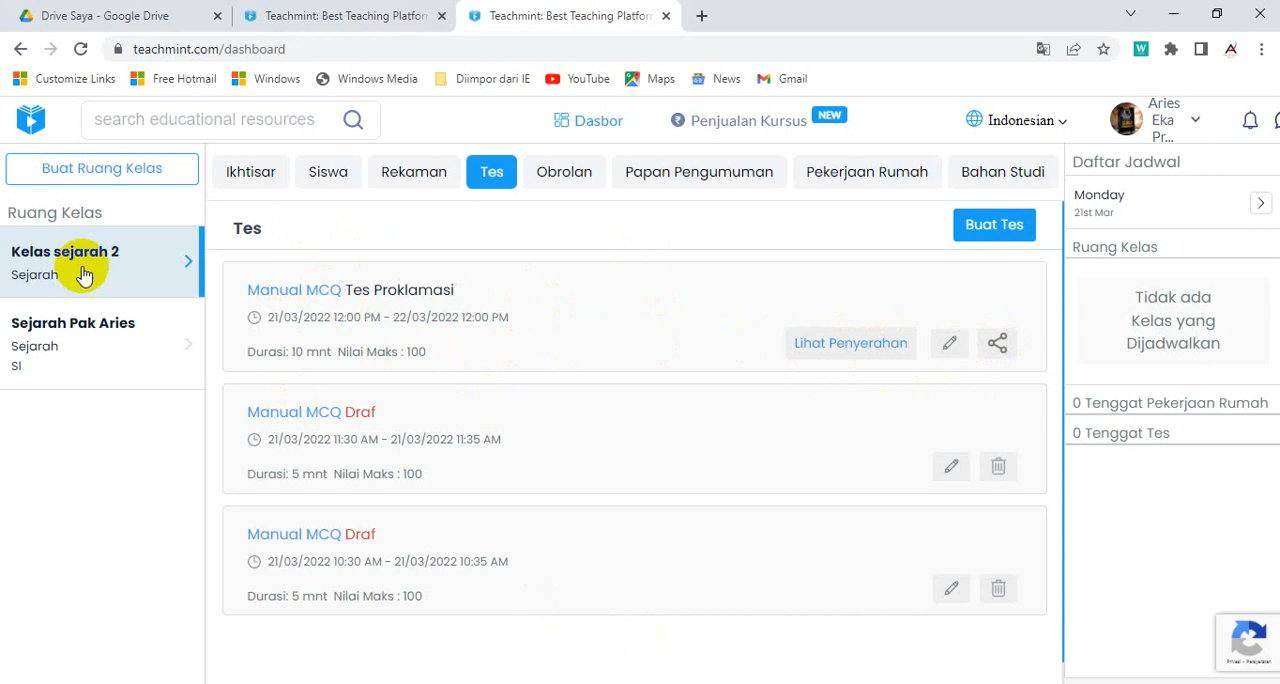 Drive Saya - Google Drive
Teachmint: Best Teaching Platfor
Teachmint: Best Teaching Platfor
teachmint.com/dashboard
Customize Links
Free Hotmail
Windows
Windows Media
Diimpor dari IE
YouTube
Maps
News
Gmail
search educational resources
Dasbor
Penjualan Kursus
NEW
Indonesian
Aries
Eka
Pr...
Buat Ruang Kelas
Ruang Kelas
Kelas sejarah 2
Sejarah
Sejarah Pak Aries
Sejarah
SI
Ikhtisar
Siswa
Rekaman
Tes
Obrolan
Papan Pengumuman
Pekerjaan Rumah
Bahan Studi
Tes
Buat Tes
Manual MCQ Tes Proklamasi
21/03/2022 12:00 PM - 22/03/2022 12:00 PM
Durasi: 10 mnt Nilai Maks : 100
Lihat Penyerahan
Manual MCQ Draf
21/03/2022 11:30 AM - 21/03/2022 11:35 AM
Durasi: 5 mnt Nilai Maks : 100
Manual MCQ Draf
21/03/2022 10:30 AM - 21/03/2022 10:35 AM
Durasi: 5 mnt Nilai Maks : 100
Daftar Jadwal
Monday
21st Mar
Ruang Kelas
Tidak ada
Kelas yang
Dijadwalkan
0 Tenggat Pekerjaan Rumah
0 Tenggat Tes
Privasi - Persyaratan